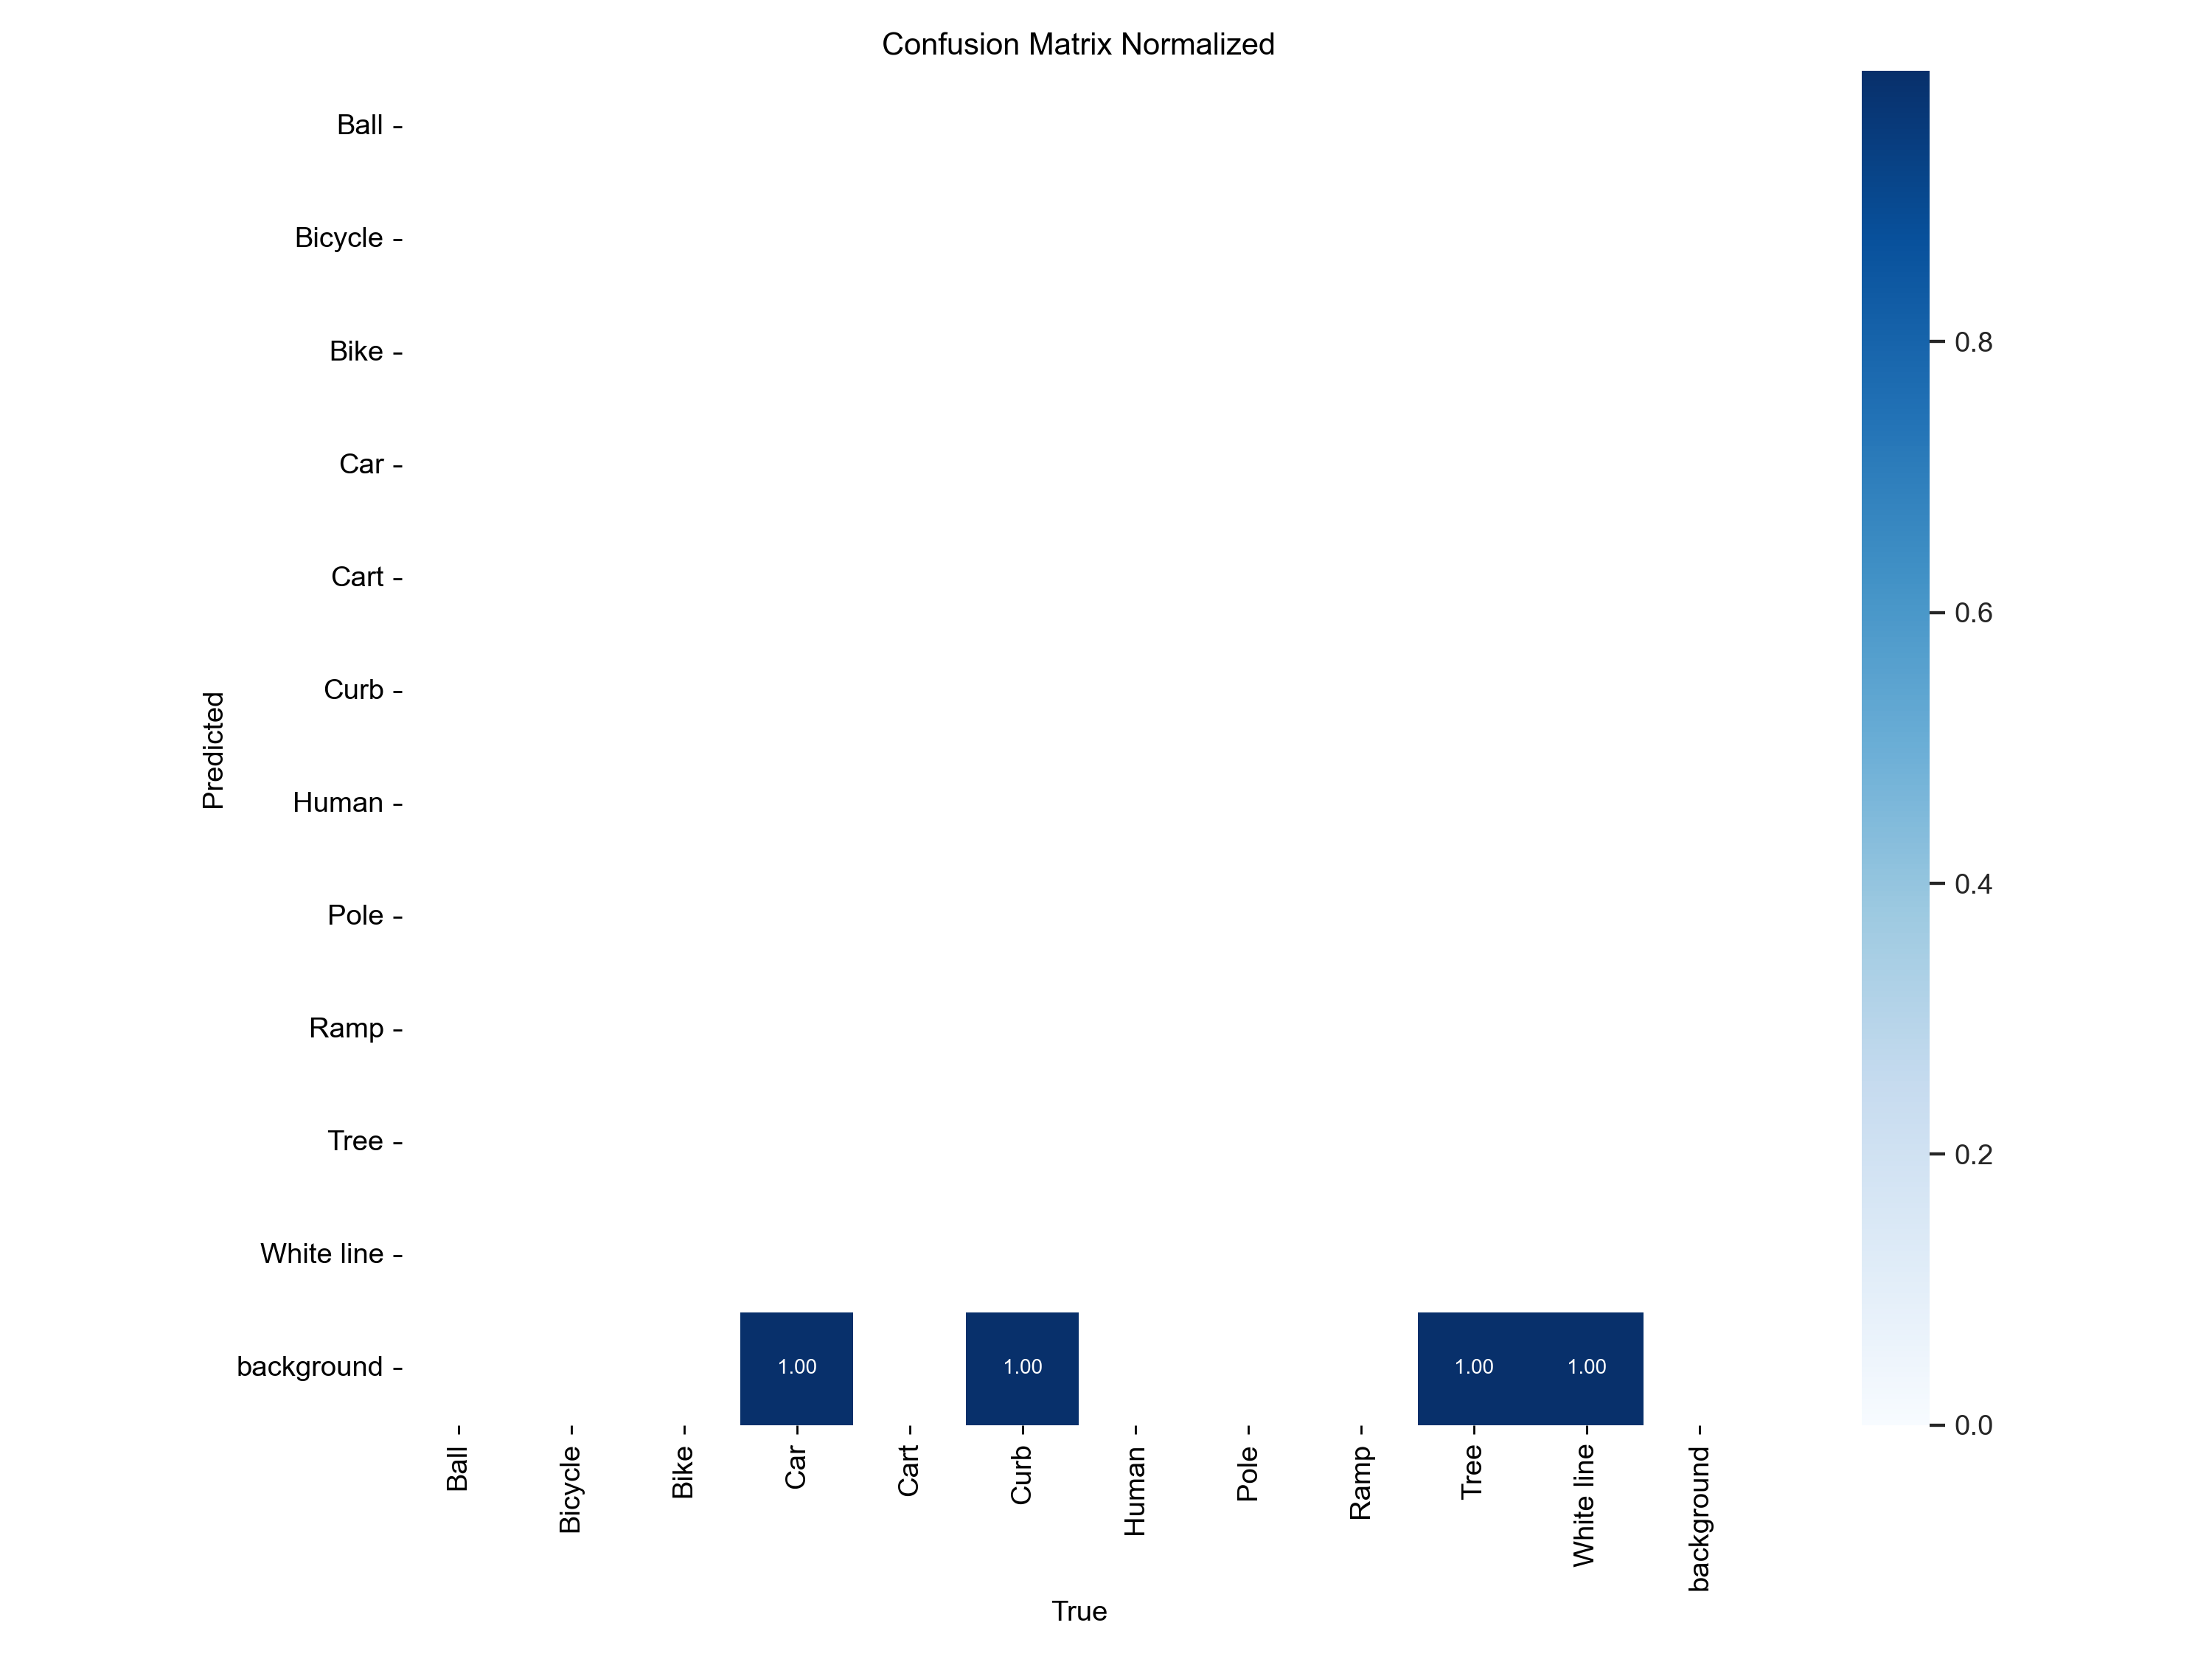 Confusion Matrix Normalized
Ball
Bicycle
Bike
Car
Cart
Curb
Human
Pole
Ramp
Tree
White line
background
Predicted
1.00 1.00 1.00 1.00
Ball Bicycle Bike Car Cart Curb Human Pole Ramp Tree White line background
True
0.8
0.6
0.4
0.2
0.0